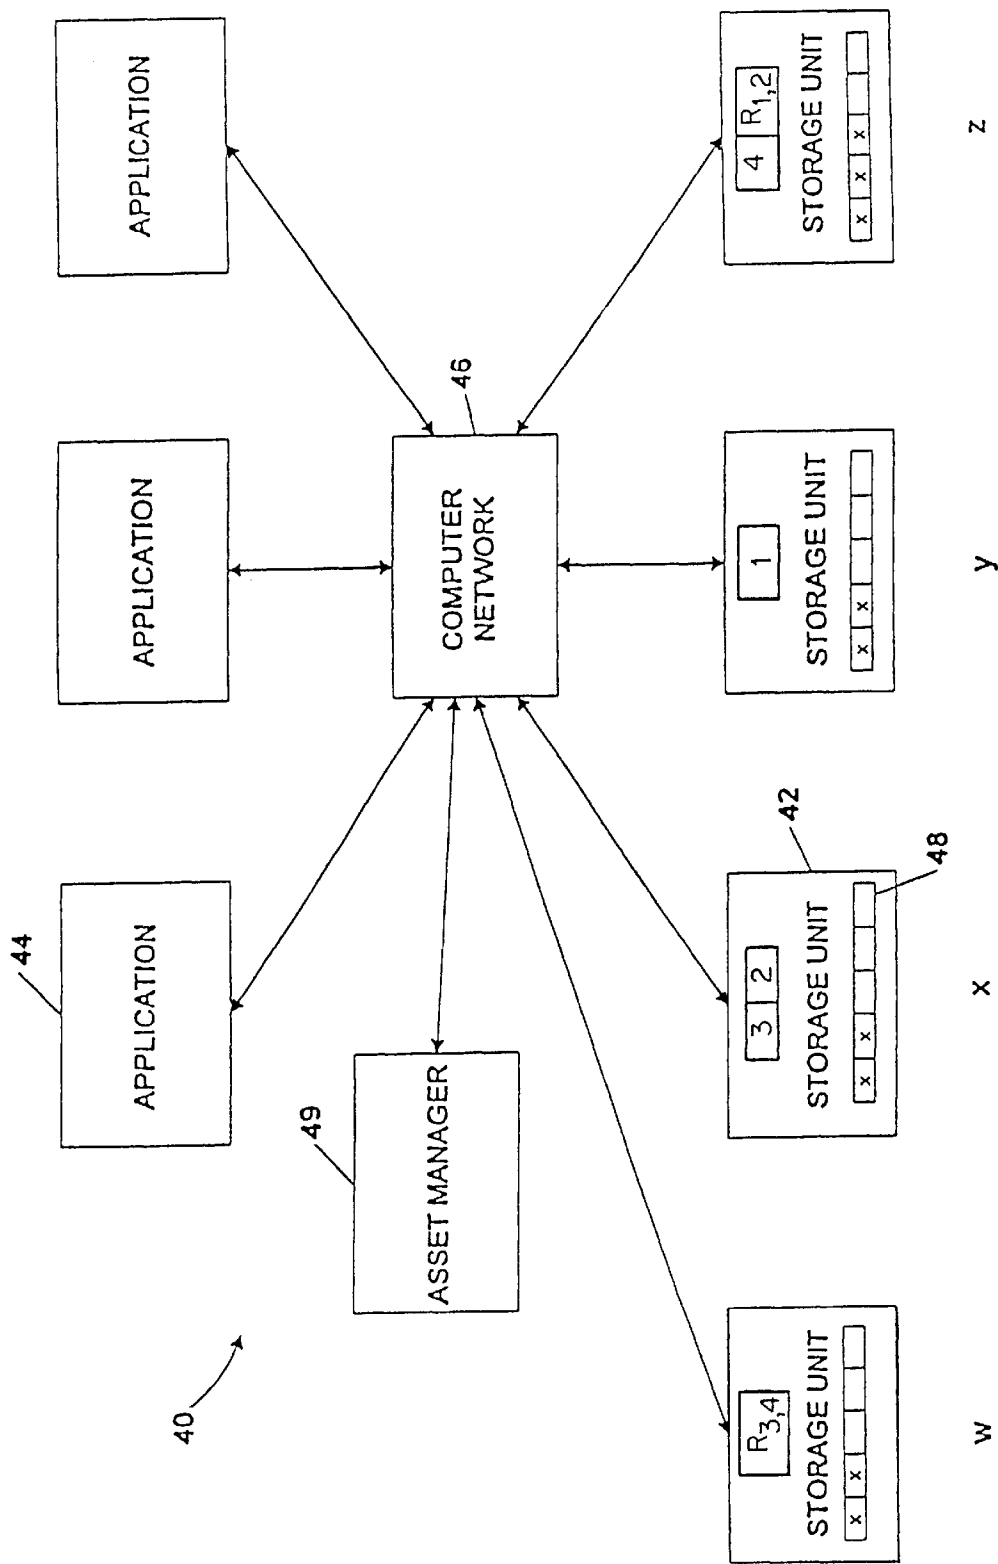 44
APPLICATION
APPLICATION
APPLICATION
40
49
ASSET MANAGER
COMPUTER
NETWORK
46
R3,4
STORAGE UNIT
x x
w
3 2
STORAGE UNIT
x x
42
48
x
1
STORAGE UNIT
x x
y
4 R1,2
STORAGE UNIT
x x x
z